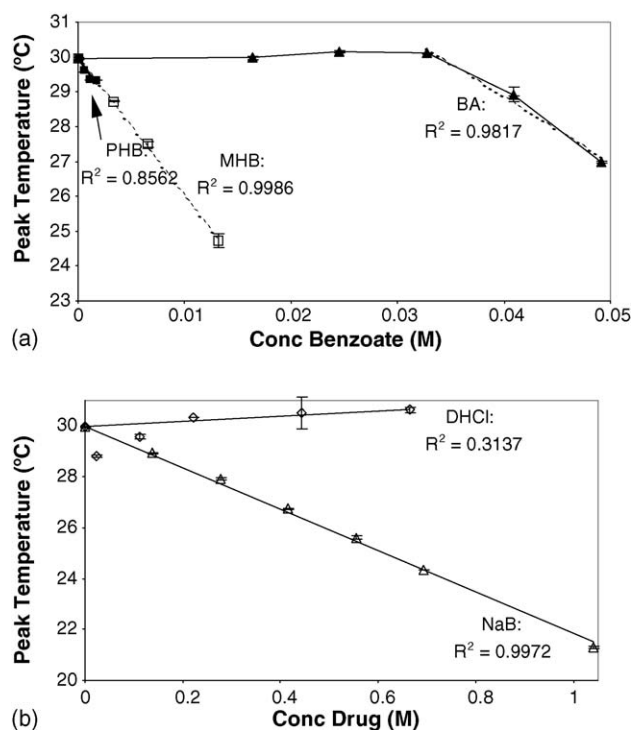 31
30
29
28
27
26
25
24
23
Peak Temperature (ºC)
PHB:
R² = 0.8562
MHB:
R² = 0.9986
BA:
R² = 0.9817
0 0.01 0.02 0.03 0.04 0.05
Conc Benzoate (M)
(a)
30
28
26
24
22
20
Peak Temperature (ºC)
DHCl:
R² = 0.3137
NaB:
R² = 0.9972
0 0.2 0.4 0.6 0.8 1
Conc Drug (M)
(b)